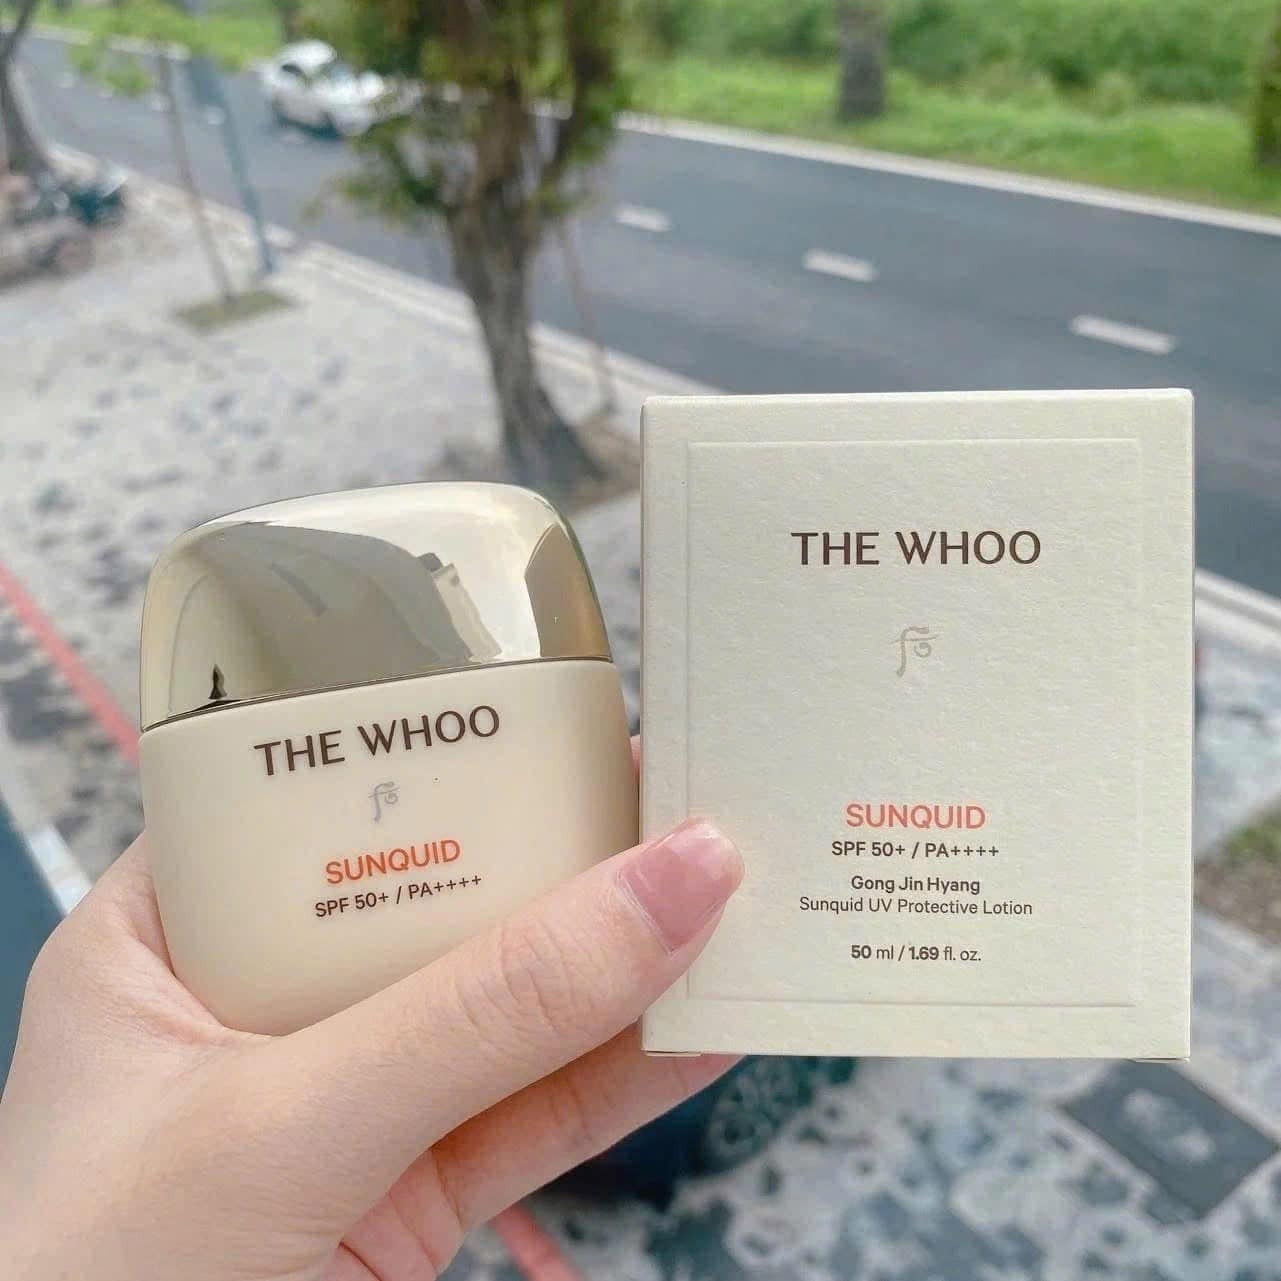 THE WHOO
SUNQUID
SPF 50+ / PA++++
THE WHOO
SUNQUID
SPF 50+ / PA++++
Gong Jin Hyang
Sunquid UV Protective Lotion
50 ml / 1.69 fl. oz.